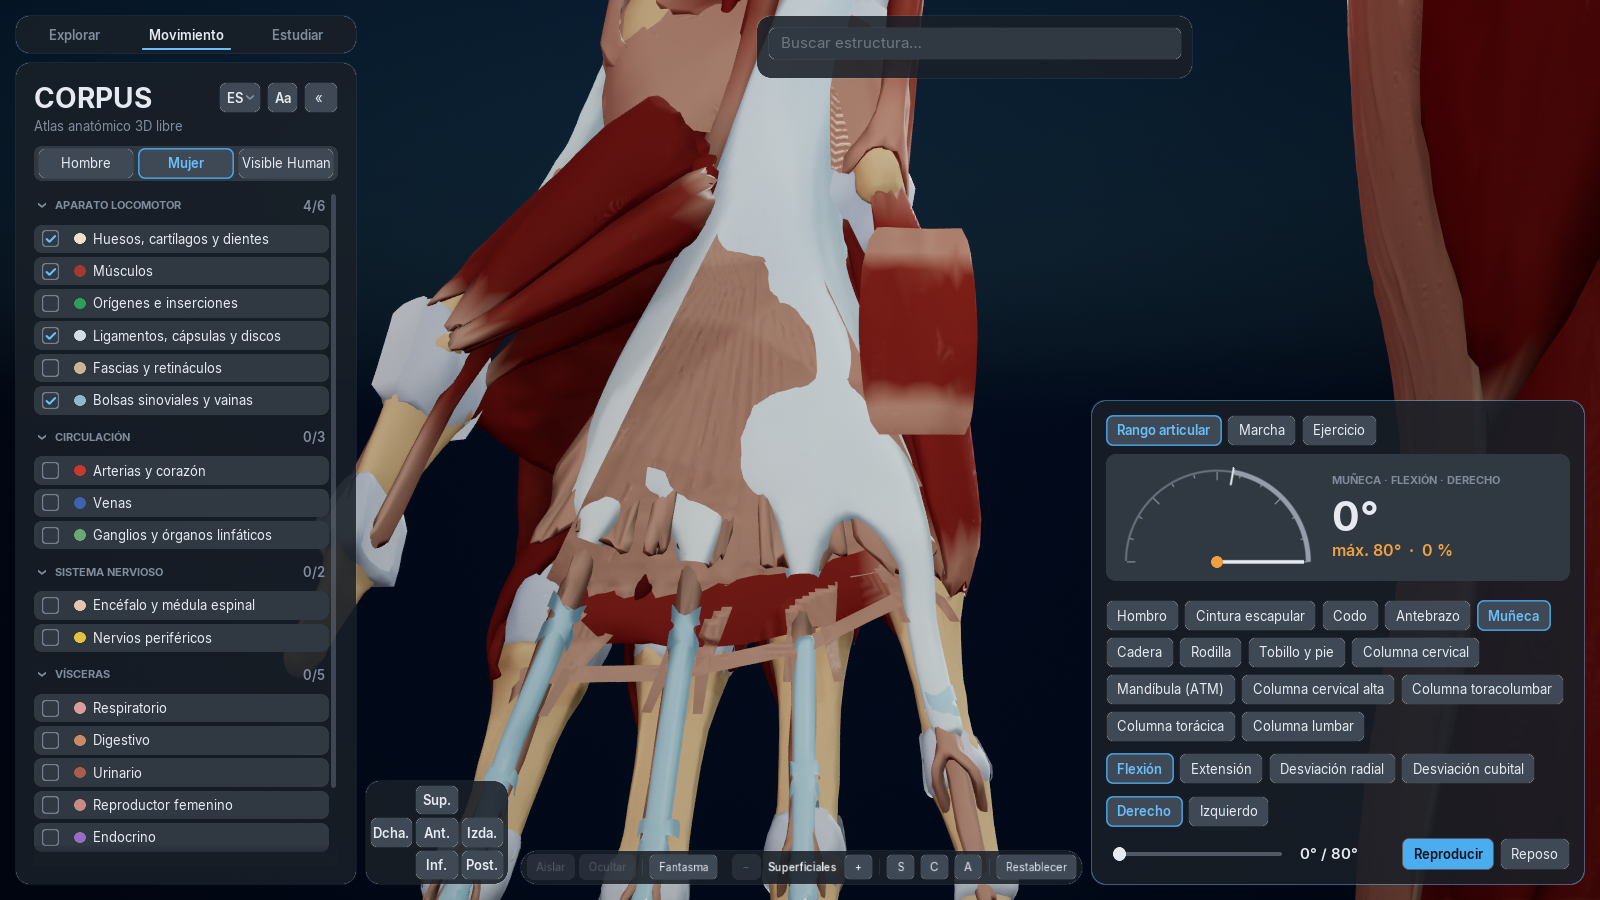 Explorar Movimiento Estudiar
Buscar estructura...
CORPUS ES Aa «
Atlas anatómico 3D libre
Hombre Mujer Visible Human
APARATO LOCOMOTOR 4/6
Huesos, cartílagos y dientes
Músculos
Orígenes e inserciones
Ligamentos, cápsulas y discos
Fascias y retináculos
Bolsas sinoviales y vainas
CIRCULACIÓN 0/3
Arterias y corazón
Venas
Ganglios y órganos linfáticos
SISTEMA NERVIOSO 0/2
Encéfalo y médula espinal
Nervios periféricos
VÍSCERAS 0/5
Respiratorio
Digestivo
Urinario
Reproductor femenino
Endocrino
Sup.
Dcha. Ant. Izda.
Inf. Post.
Aislar Ocultar Fantasma − Superficiales + S C A Restablecer
Rango articular Marcha Ejercicio
MUÑECA · FLEXIÓN · DERECHO
0°
máx. 80° · 0 %
Hombro Cintura escapular Codo Antebrazo Muñeca
Cadera Rodilla Tobillo y pie Columna cervical
Mandíbula (ATM) Columna cervical alta Columna toracolumbar
Columna torácica Columna lumbar
Flexión Extensión Desviación radial Desviación cubital
Derecho Izquierdo
0° / 80° Reproducir Reposo